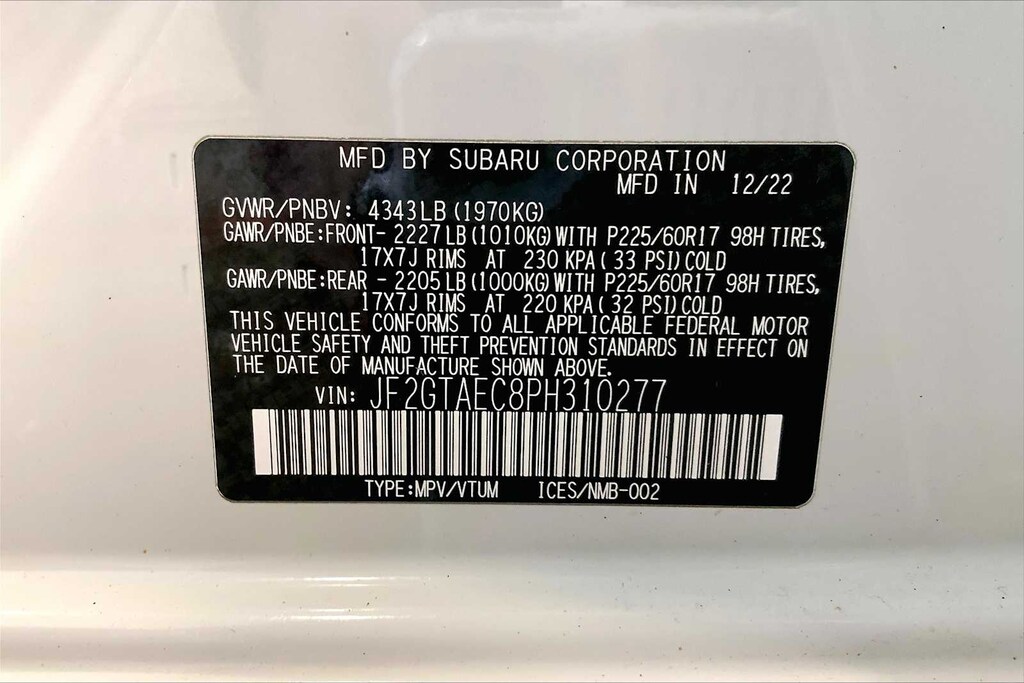 MFD BY SUBARU CORPORATION
MFD IN 12/22
GVWR/PNBV: 4343LB (1970KG)
GAWR/PNBE:FRONT- 2227LB (1010KG) WITH P225/60R17 98H TIRES,
17X7J RIMS AT 230 KPA ( 33 PSI) COLD
GAWR/PNBE:REAR - 2205LB (1000KG) WITH P225/60R17 98H TIRES,
17X7J RIMS AT 220 KPA ( 32 PSI) COLD
THIS VEHICLE CONFORMS TO ALL APPLICABLE FEDERAL MOTOR
VEHICLE SAFETY AND THEFT PREVENTION STANDARDS IN EFFECT ON
THE DATE OF MANUFACTURE SHOWN ABOVE.
VIN: JF2GTAEC8PH310277
TYPE:MPV/VTUM ICES/NMB-002